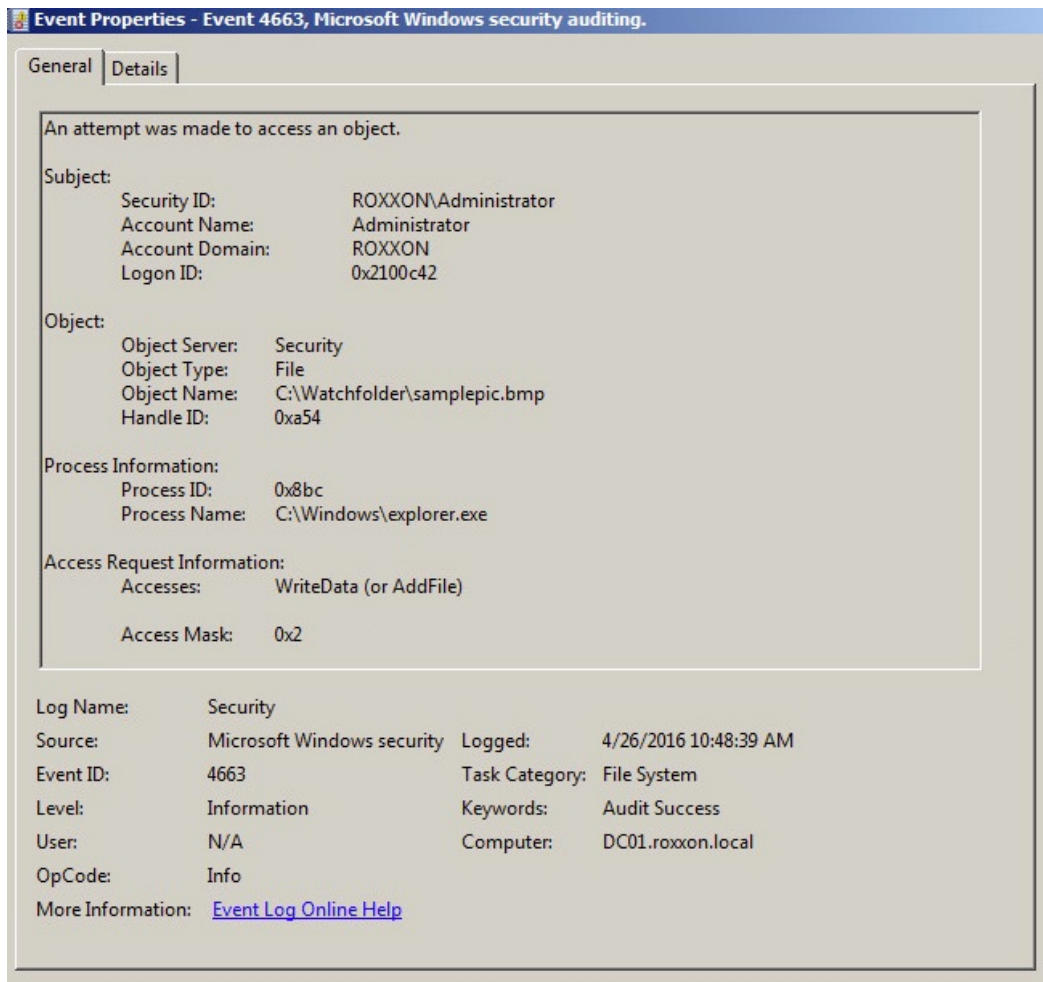 Event Properties - Event 4663, Microsoft Windows security auditing.
General Details
An attempt was made to access an object.
Subject:
Security ID: ROXXON\Administrator
Account Name: Administrator
Account Domain: ROXXON
Logon ID: 0x2100c42
Object:
Object Server: Security
Object Type: File
Object Name: C:\Watchfolder\samplepic.bmp
Handle ID: 0xa54
Process Information:
Process ID: 0x8bc
Process Name: C:\Windows\explorer.exe
Access Request Information:
Accesses: WriteData (or AddFile)
Access Mask: 0x2
Log Name: Security
Source: Microsoft Windows security Logged: 4/26/2016 10:48:39 AM
Event ID: 4663 Task Category: File System
Level: Information Keywords: Audit Success
User: N/A Computer: DC01.roxxon.local
OpCode: Info
More Information: Event Log Online Help